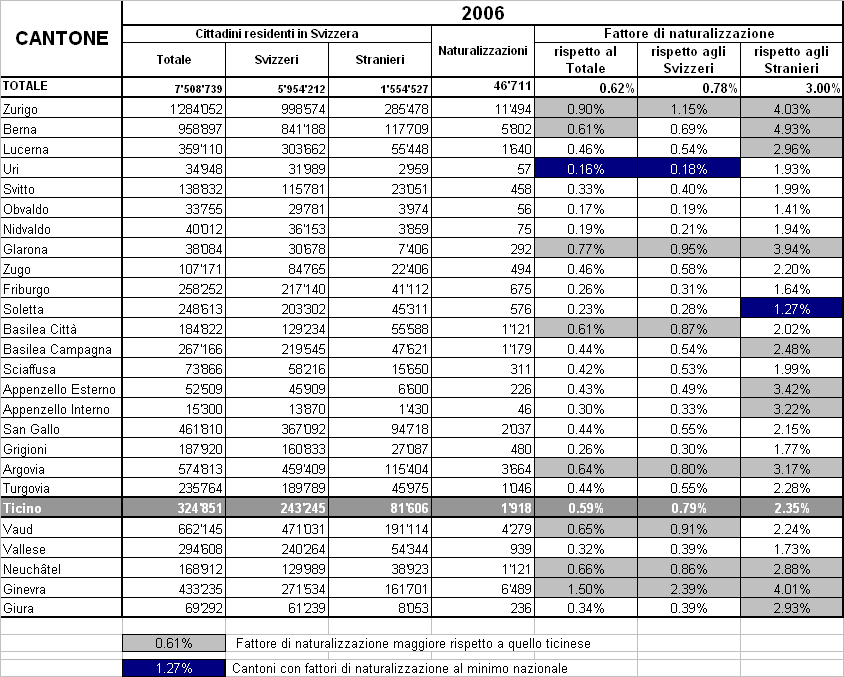 2006
CANTONE Cittadini residenti in Svizzera Naturalizzazioni Fattore di naturalizzazione
Totale Svizzeri Stranieri rispetto al Totale rispetto agli Svizzeri rispetto agli Stranieri
TOTALE 7'508'739 5'954'212 1'554'527 46'711 0.62% 0.78% 3.00%
Zurigo 1'284'052 998'574 285'478 11'494 0.90% 1.15% 4.03%
Berna 958'897 841'188 117'709 5'802 0.61% 0.69% 4.93%
Lucerna 359'110 303'662 55'448 1'640 0.46% 0.54% 2.96%
Uri 34'948 31'989 2'959 57 0.16% 0.18% 1.93%
Svitto 138'832 115'781 23'051 458 0.33% 0.40% 1.99%
Obvaldo 33'755 29'781 3'974 56 0.17% 0.19% 1.41%
Nidvaldo 40'012 36'153 3'859 75 0.19% 0.21% 1.94%
Glarona 38'084 30'678 7'406 292 0.77% 0.95% 3.94%
Zugo 107'171 84'765 22'406 494 0.46% 0.58% 2.20%
Friburgo 258'252 217'140 41'112 675 0.26% 0.31% 1.64%
Soletta 248'613 203'302 45'311 576 0.23% 0.28% 1.27%
Basilea Città 184'822 129'234 55'588 1'121 0.61% 0.87% 2.02%
Basilea Campagna 267'166 219'545 47'621 1'179 0.44% 0.54% 2.48%
Sciaffusa 73'866 58'216 15'650 311 0.42% 0.53% 1.99%
Appenzello Esterno 52'509 45'909 6'600 226 0.43% 0.49% 3.42%
Appenzello Interno 15'300 13'870 1'430 46 0.30% 0.33% 3.22%
San Gallo 461'810 367'092 94'718 2'037 0.44% 0.55% 2.15%
Grigioni 187'920 160'833 27'087 480 0.26% 0.30% 1.77%
Argovia 574'813 459'409 115'404 3'664 0.64% 0.80% 3.17%
Turgovia 235'764 189'789 45'975 1'046 0.44% 0.55% 2.28%
Ticino 324'851 243'245 81'606 1'918 0.59% 0.79% 2.35%
Vaud 662'145 471'031 191'114 4'279 0.65% 0.91% 2.24%
Vallese 294'608 240'264 54'344 939 0.32% 0.39% 1.73%
Neuchâtel 168'912 129'989 38'923 1'121 0.66% 0.86% 2.88%
Ginevra 433'235 271'534 161'701 6'489 1.50% 2.39% 4.01%
Giura 69'292 61'239 8'053 236 0.34% 0.39% 2.93%
0.61% Fattore di naturalizzazione maggiore rispetto a quello ticinese
1.27% Cantoni con fattori di naturalizzazione al minimo nazionale